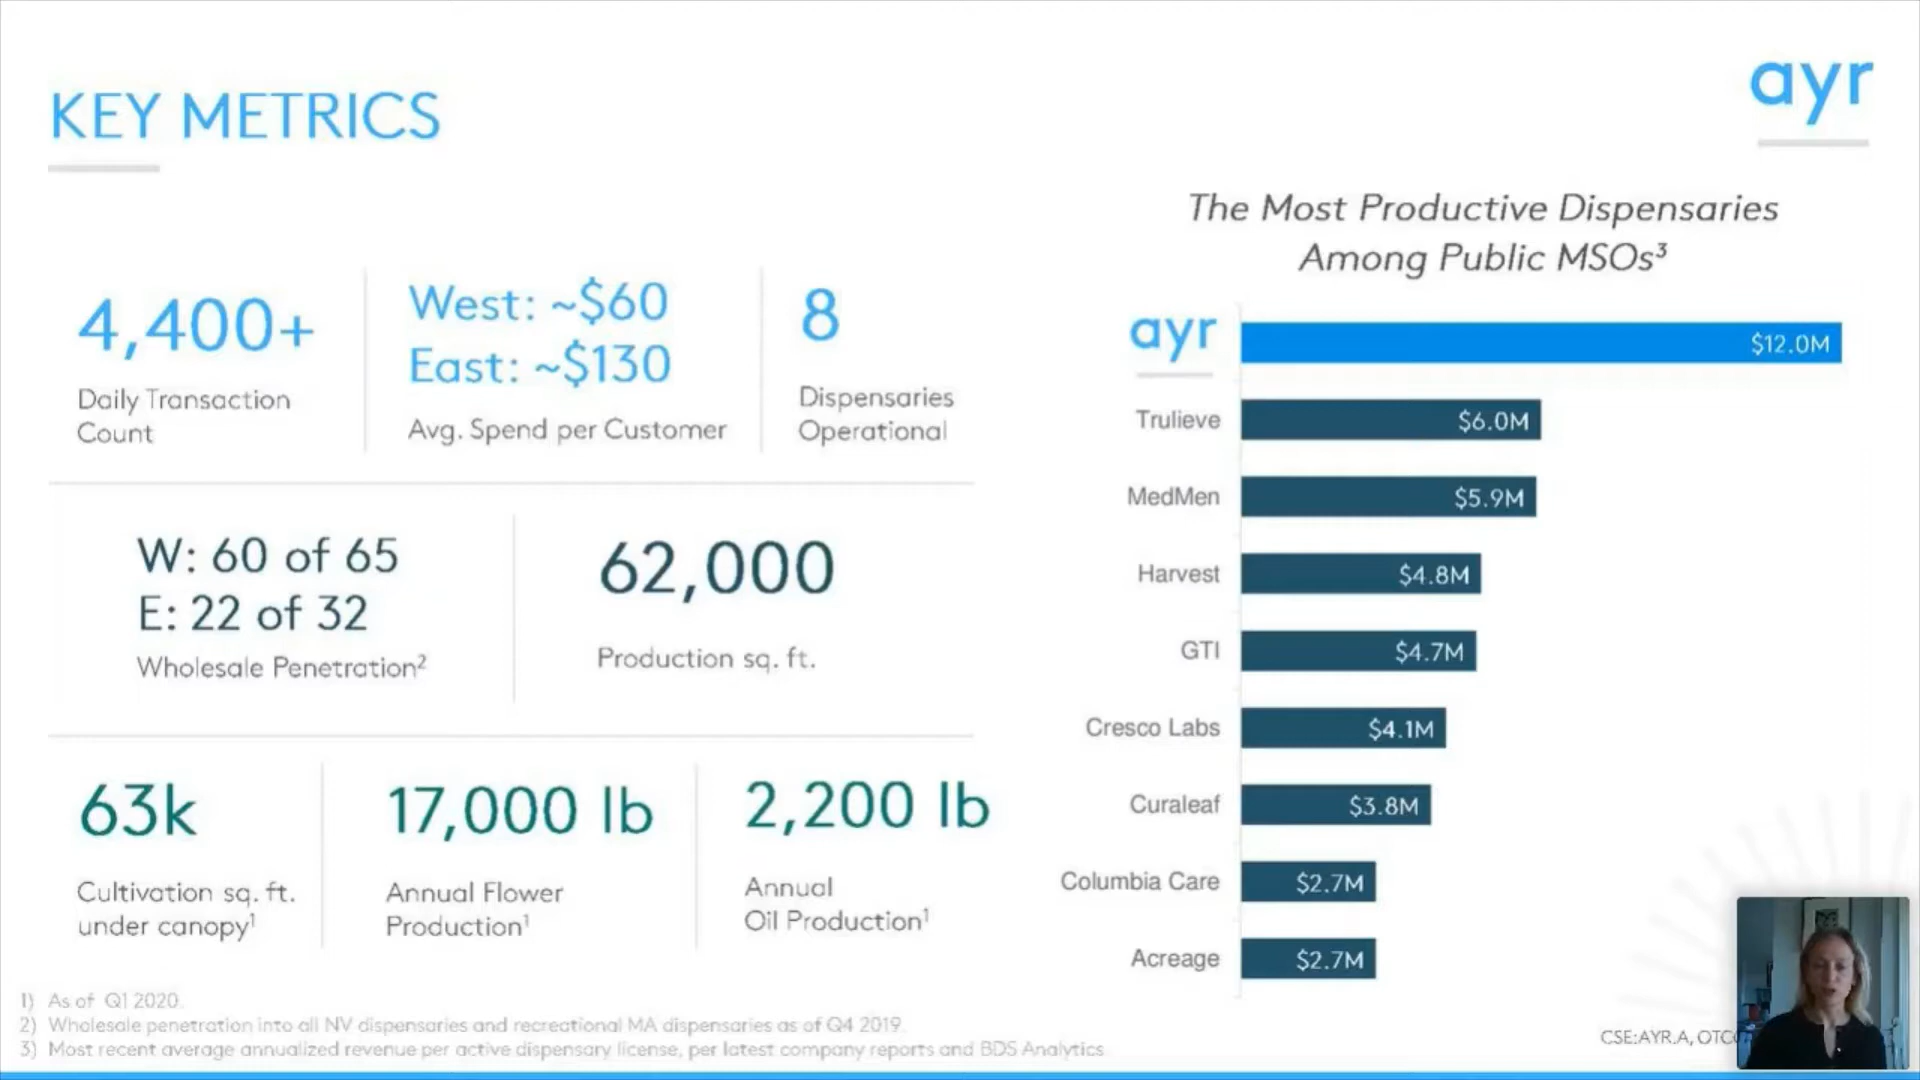 KEY METRICS
ayr
4,400+
Daily Transaction
Count
West: ~$60
East: ~$130
Avg. Spend per Customer
8
Dispensaries
Operational
W: 60 of 65
E: 22 of 32
Wholesale Penetration²
62,000
Production sq. ft.
63k
Cultivation sq. ft.
under canopy¹
17,000 lb
Annual Flower
Production¹
2,200 lb
Annual
Oil Production¹
The Most Productive Dispensaries
Among Public MSOs³
ayr $12.0M
Trulieve $6.0M
MedMen $5.9M
Harvest $4.8M
GTI $4.7M
Cresco Labs $4.1M
Curaleaf $3.8M
Columbia Care $2.7M
Acreage $2.7M
1) As of Q1 2020.
2) Wholesale penetration into all NV dispensaries and recreational MA dispensaries as of Q4 2019.
3) Most recent average annualized revenue per active dispensary license, per latest company reports and BDS Analytics
CSE:AYR.A,